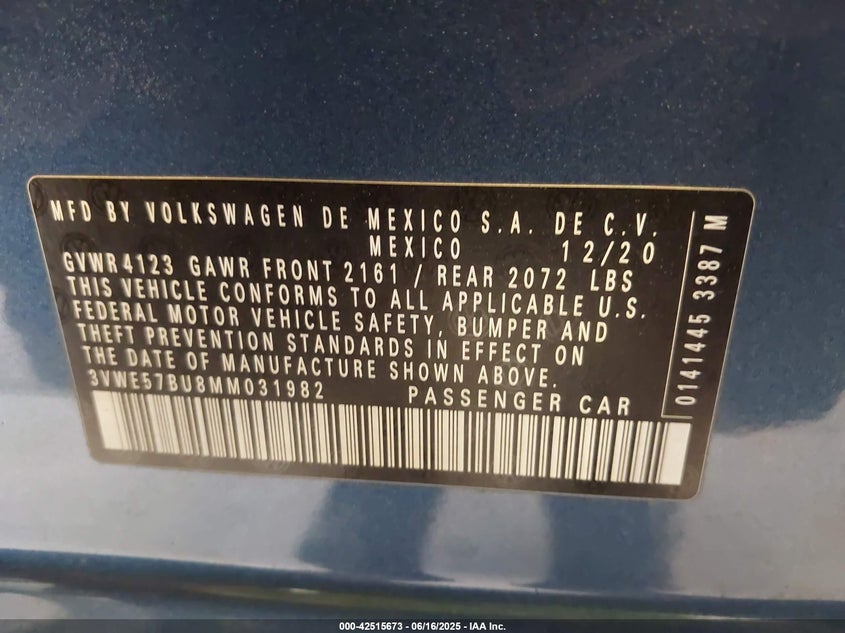 MFD BY VOLKSWAGEN DE MEXICO S.A. DE C.V.
MEXICO 12/20
GVWR4123 GAWR FRONT 2161 / REAR 2072 LBS
THIS VEHICLE CONFORMS TO ALL APPLICABLE U.S.
FEDERAL MOTOR VEHICLE SAFETY, BUMPER AND
THEFT PREVENTION STANDARDS IN EFFECT ON
THE DATE OF MANUFACTURE SHOWN ABOVE.
3VWE57BU8MM031982 PASSENGER CAR
0141445 3387 M
000-42515673 - 06/16/2025 - IAA Inc.